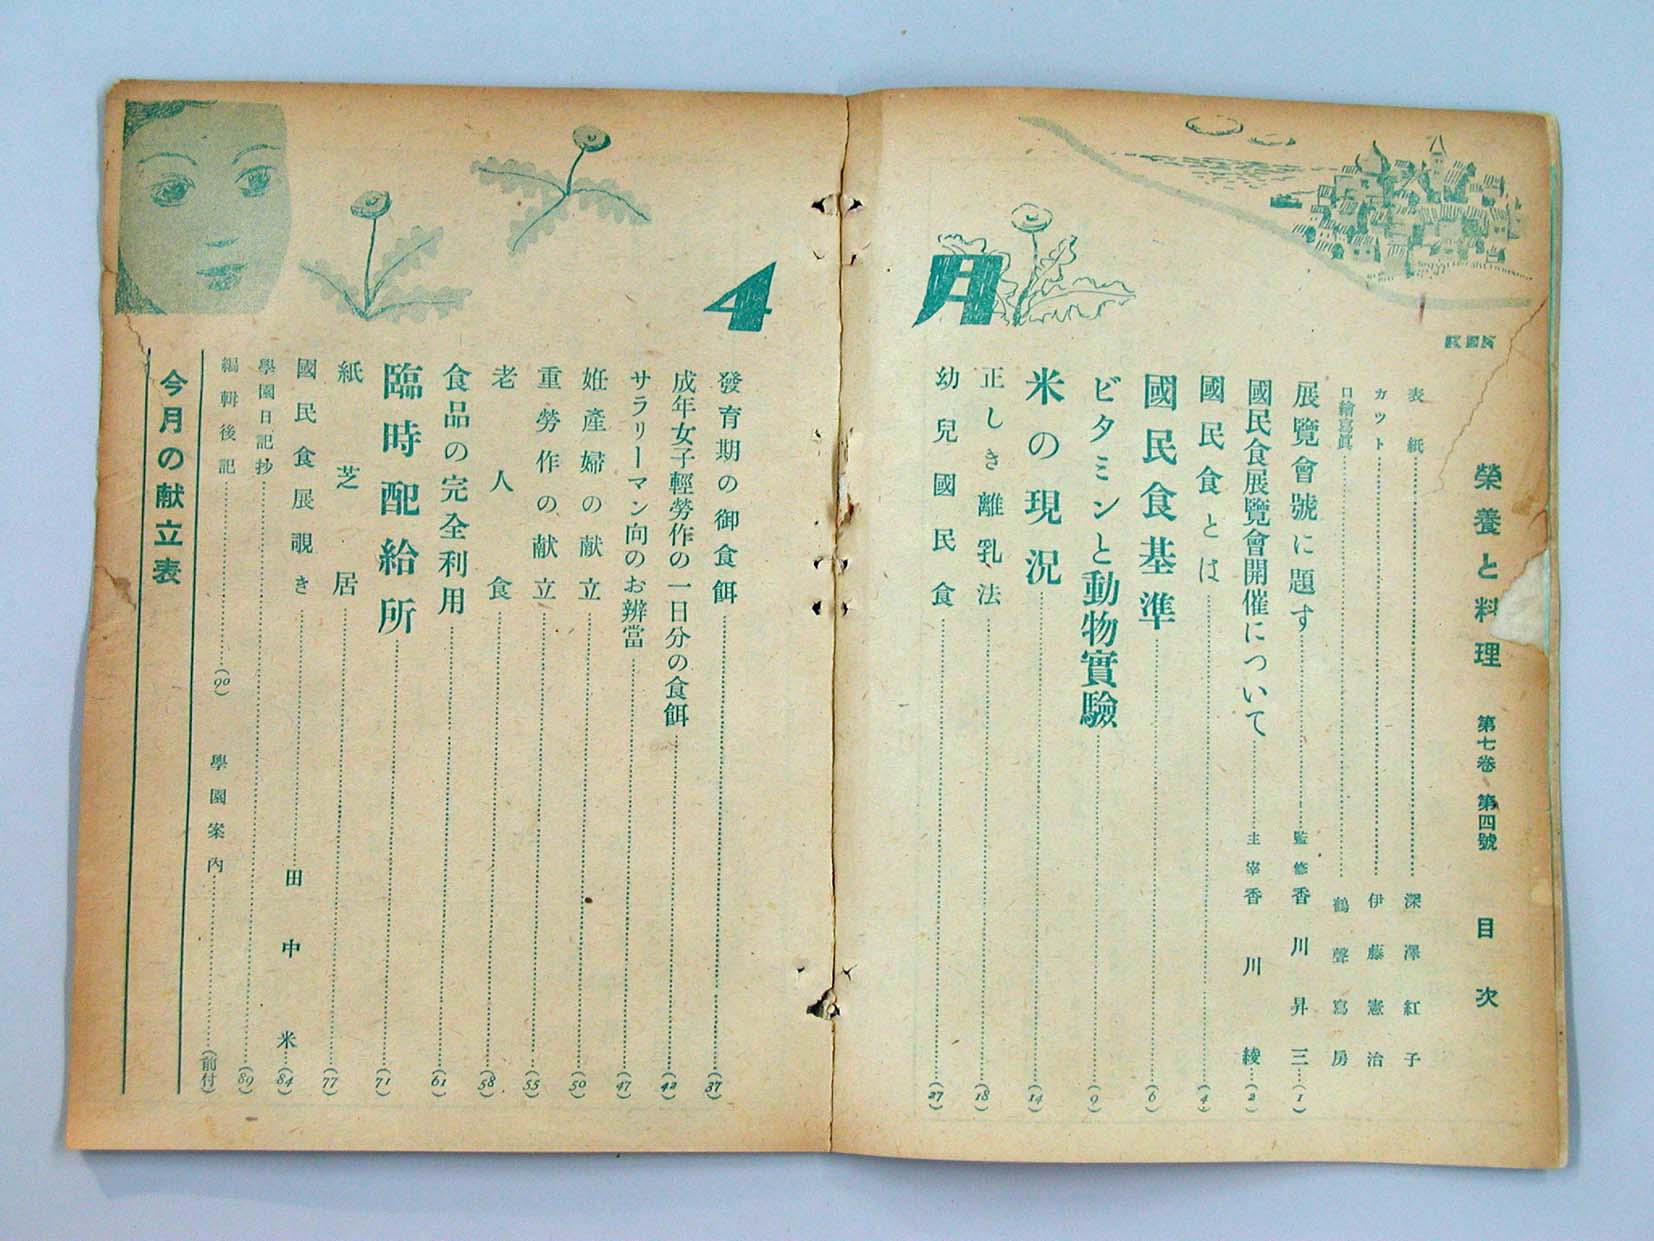 榮養と料理 第七卷 第四號 目次
表紙 深澤紅子
カット 伊藤憲治
口繪寫眞 鶴聲寫房
展覽會號に題す 監修 香川昇三 (1)
國民食展覽會開催について 主宰 香川綾 (2)
國民食とは (4)
國民食基準 (6)
ビタミンと動物實驗 (9)
米の現況 (14)
正しき離乳法 (18)
幼兒國民食 (27)
4月
發育期の御食餌 (37)
成年女子輕勞作の一日分の食餌 (42)
サラリーマン向のお辨當 (47)
姙產婦の献立 (50)
重勞作の献立 (55)
老人食 (58)
食品の完全利用 (61)
臨時配給所 (71)
紙芝居 (77)
國民食展覗き 田中米 (84)
學園日記抄 (89)
編輯後記 (90) 學園案內 (前付)
今月の献立表